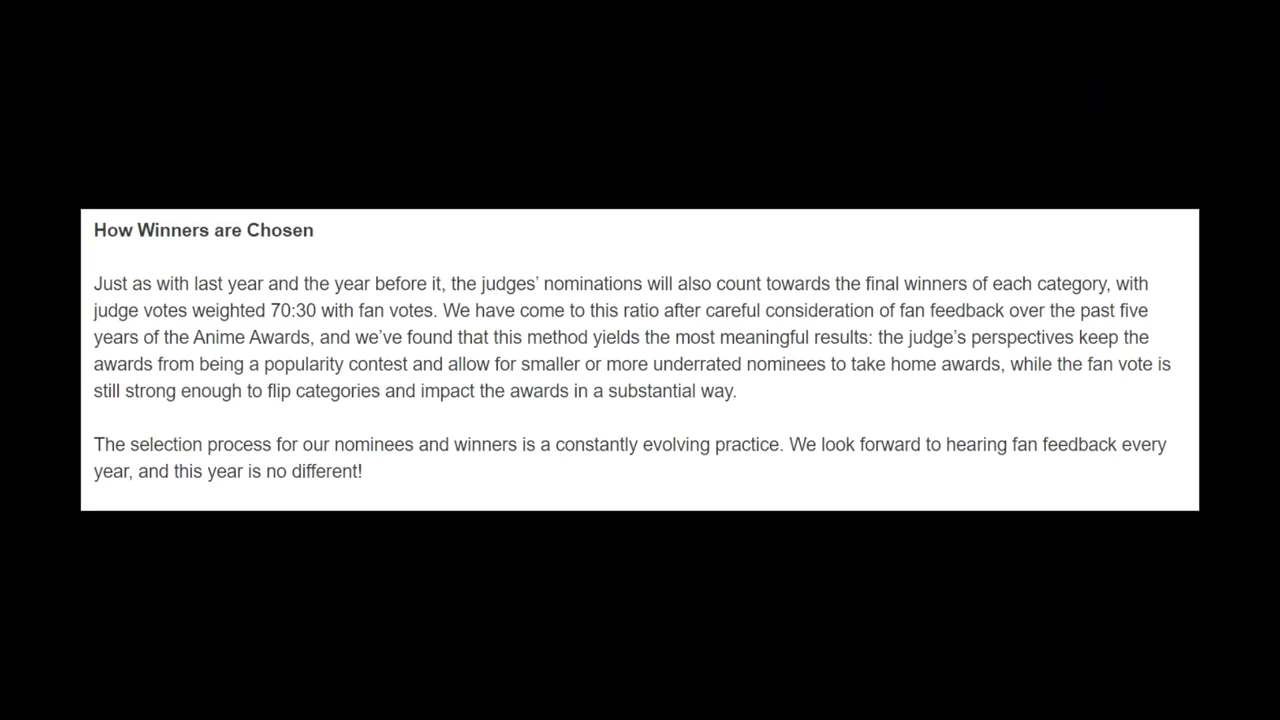 How Winners are Chosen
Just as with last year and the year before it, the judges’ nominations will also count towards the final winners of each category, with
judge votes weighted 70:30 with fan votes. We have come to this ratio after careful consideration of fan feedback over the past five
years of the Anime Awards, and we’ve found that this method yields the most meaningful results: the judge’s perspectives keep the
awards from being a popularity contest and allow for smaller or more underrated nominees to take home awards, while the fan vote is
still strong enough to flip categories and impact the awards in a substantial way.
The selection process for our nominees and winners is a constantly evolving practice. We look forward to hearing fan feedback every
year, and this year is no different!